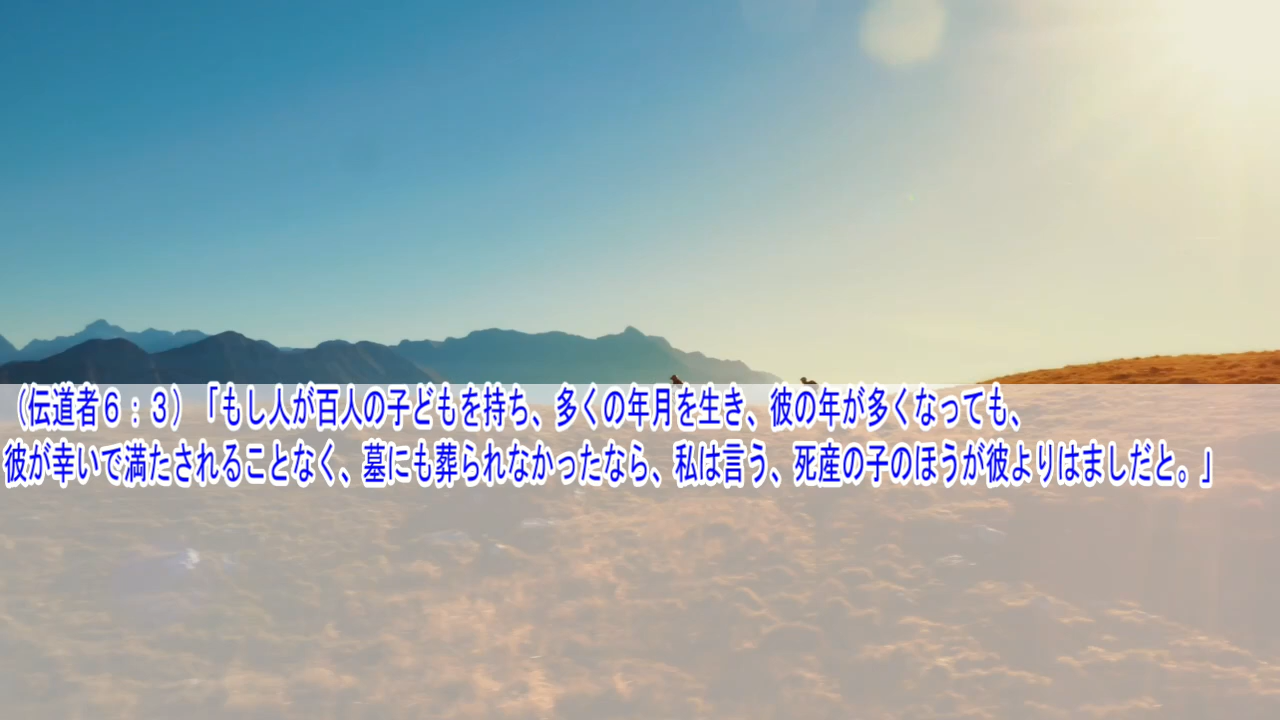 （伝道者６：３）「もし人が百人の子どもを持ち、多くの年月を生き、彼の年が多くなっても、
彼が幸いで満たされることなく、墓にも葬られなかったなら、私は言う、死産の子のほうが彼よりはましだと。」